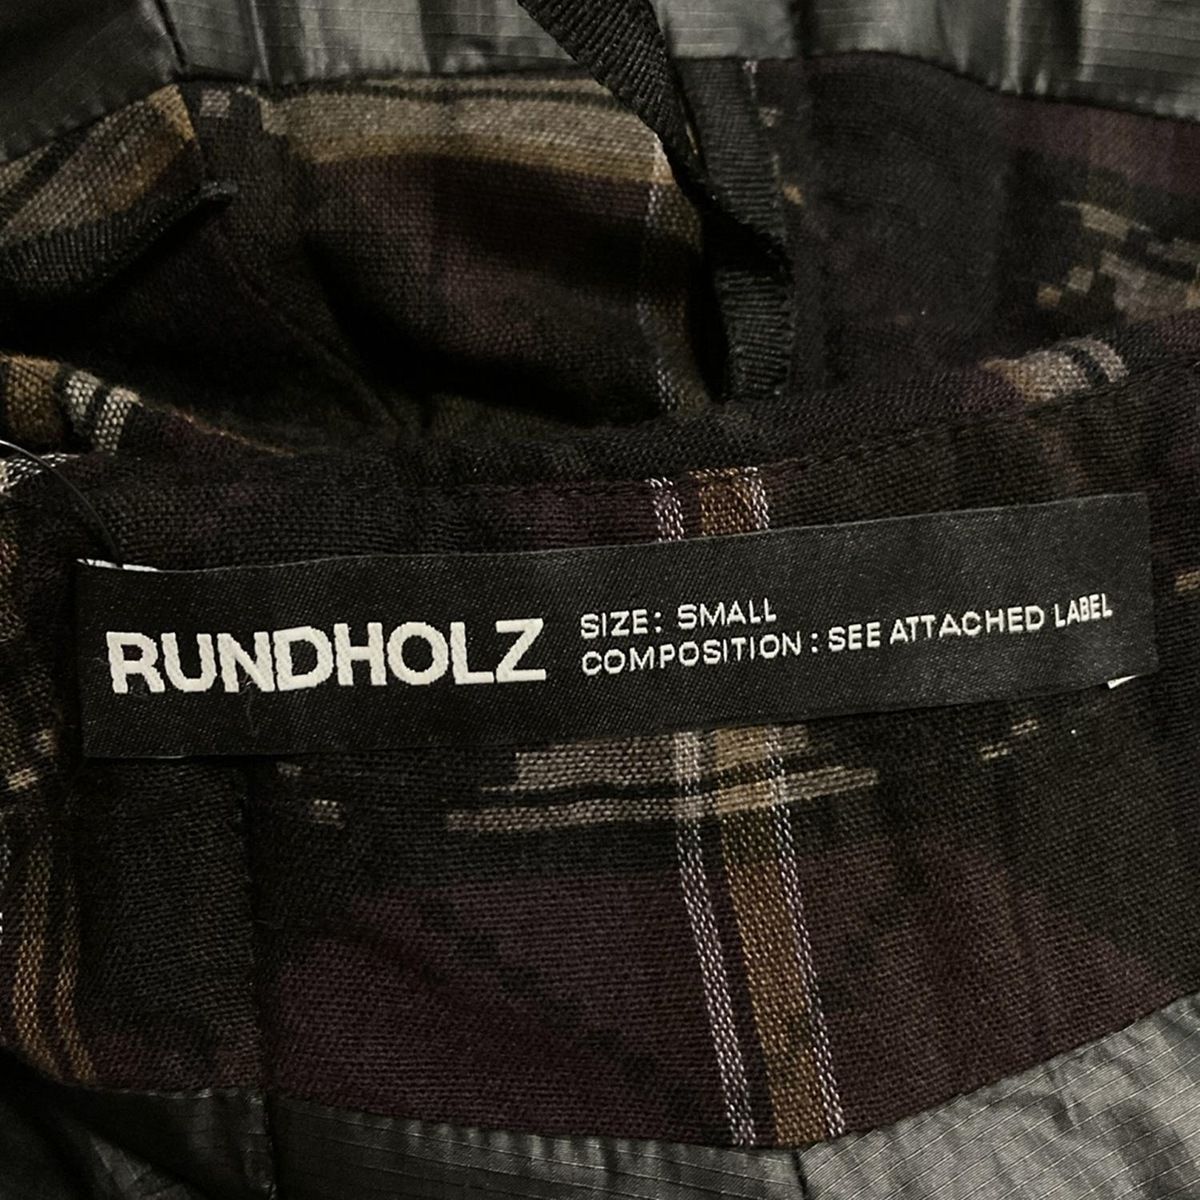 RUNDHOLZ
SIZE: SMALL
COMPOSITION : SEE ATTACHED LABEL